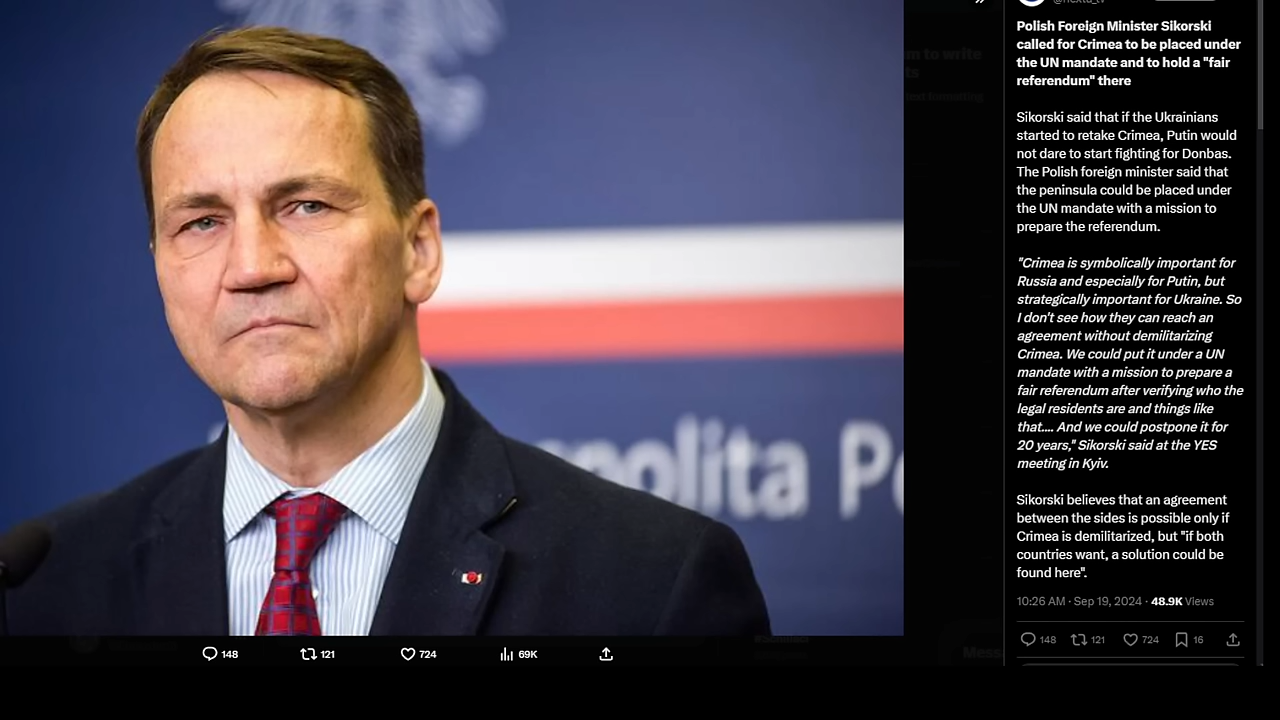 @nexta_tv
Polish Foreign Minister Sikorski
called for Crimea to be placed under
the UN mandate and to hold a "fair
referendum" there
Sikorski said that if the Ukrainians
started to retake Crimea, Putin would
not dare to start fighting for Donbas.
The Polish foreign minister said that
the peninsula could be placed under
the UN mandate with a mission to
prepare the referendum.
"Crimea is symbolically important for
Russia and especially for Putin, but
strategically important for Ukraine. So
I don't see how they can reach an
agreement without demilitarizing
Crimea. We could put it under a UN
mandate with a mission to prepare a
fair referendum after verifying who the
legal residents are and things like
that.... And we could postpone it for
20 years," Sikorski said at the YES
meeting in Kyiv.
Sikorski believes that an agreement
between the sides is possible only if
Crimea is demilitarized, but "if both
countries want, a solution could be
found here".
10:26 AM · Sep 19, 2024 · 48.9K Views
148 121 724 16
148 121 724 69K
polita P
m to write
Mess